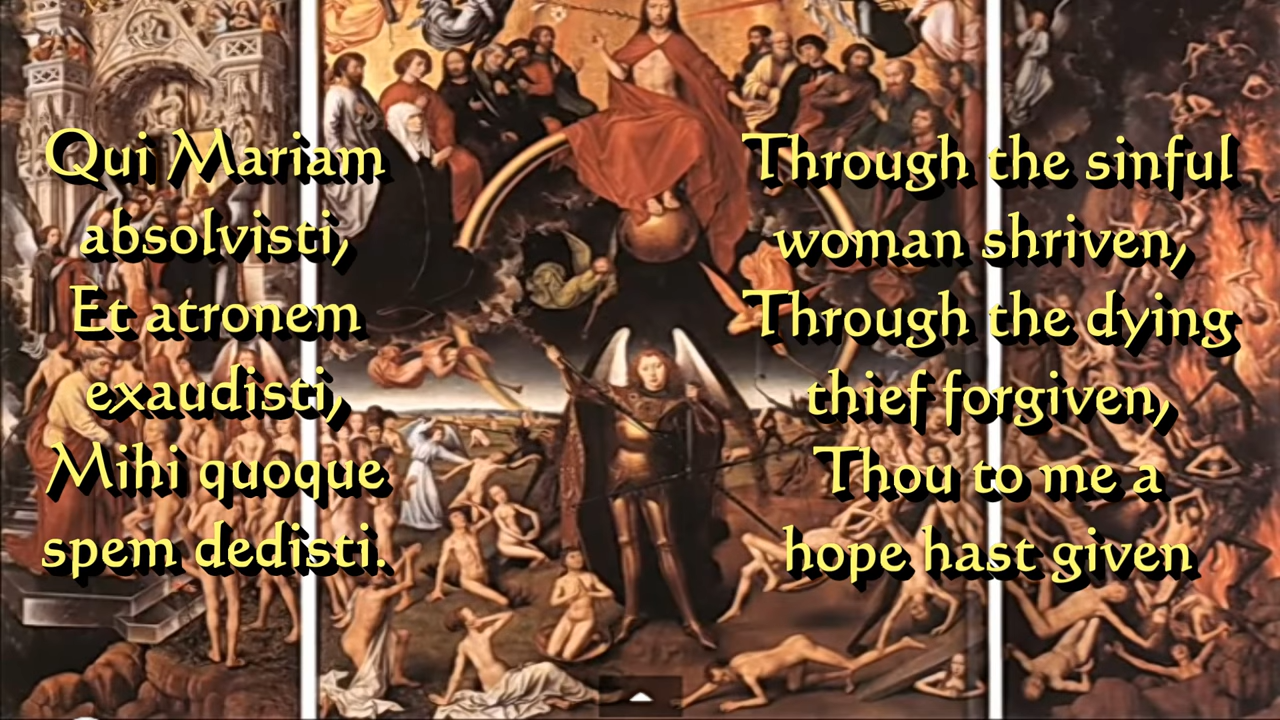 Qui Mariam
absolvisti,
Et atronem
exaudisti,
Mihi quoque
spem dedisti.
Through the sinful
woman shriven,
Through the dying
thief forgiven,
Thou to me a
hope hast given